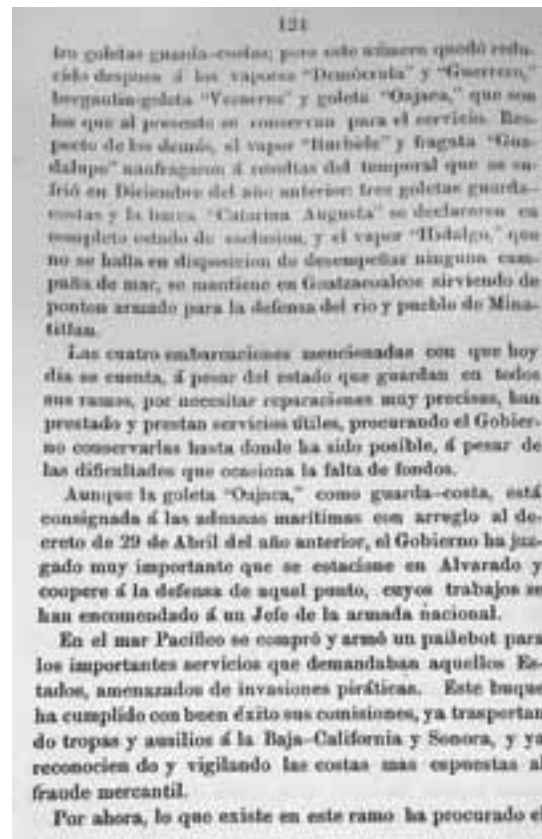 121
tro goletas guarda-costas; pero este número quedó redu-
cido despues á los vapores "Demócrata" y "Guerrero,"
bergantin-goleta "Veracruz" y goleta "Oajaca," que son
los que al presente se conservan para el servicio. Res-
pecto de los demás, el vapor "Iturbide" y fragata "Gua-
dalupe" naufragaron á resultas del temporal que se su-
frió en Diciembre del año anterior: tres goletas guarda-
costas y la barca "Catarina Augusta" se declararon en
completo estado de esclusion, y el vapor "Hidalgo," que
no se halla en disposicion de desempeñar ninguna cam-
paña de mar, se mantiene en Goatzacoalcos sirviendo de
ponton armado para la defensa del rio y pueblo de Mina-
titlan.
Las cuatro embarcaciones mencionadas con que hoy
dia se cuenta, á pesar del estado que guardan en todos
sus ramos, por necesitar reparaciones muy precisas, han
prestado y prestan servicios útiles, procurando el Gobier-
no conservarlas hasta donde ha sido posible, á pesar de
las dificultades que ocasiona la falta de fondos.
Aunque la goleta "Oajaca," como guarda-costa, está
consignada á las aduanas marítimas con arreglo al de-
creto de 29 de Abril del año anterior, el Gobierno ha juz-
gado muy importante que se estacione en Alvarado y
coopere á la defensa de aquel punto, cuyos trabajos se
han encomendado á un Jefe de la armada nacional.
En el mar Pacífico se compró y armó un pailebot para
los importantes servicios que demandaban aquellos Es-
tados, amenazados de invasiones piráticas. Este buque
ha cumplido con buen éxito sus comisiones, ya trasportan
do tropas y ausilios á la Baja-California y Sonora, y ya
reconocien do y vigilando las costas mas espuestas al
fraude mercantil.
Por ahora, lo que existe en este ramo ha procurado el